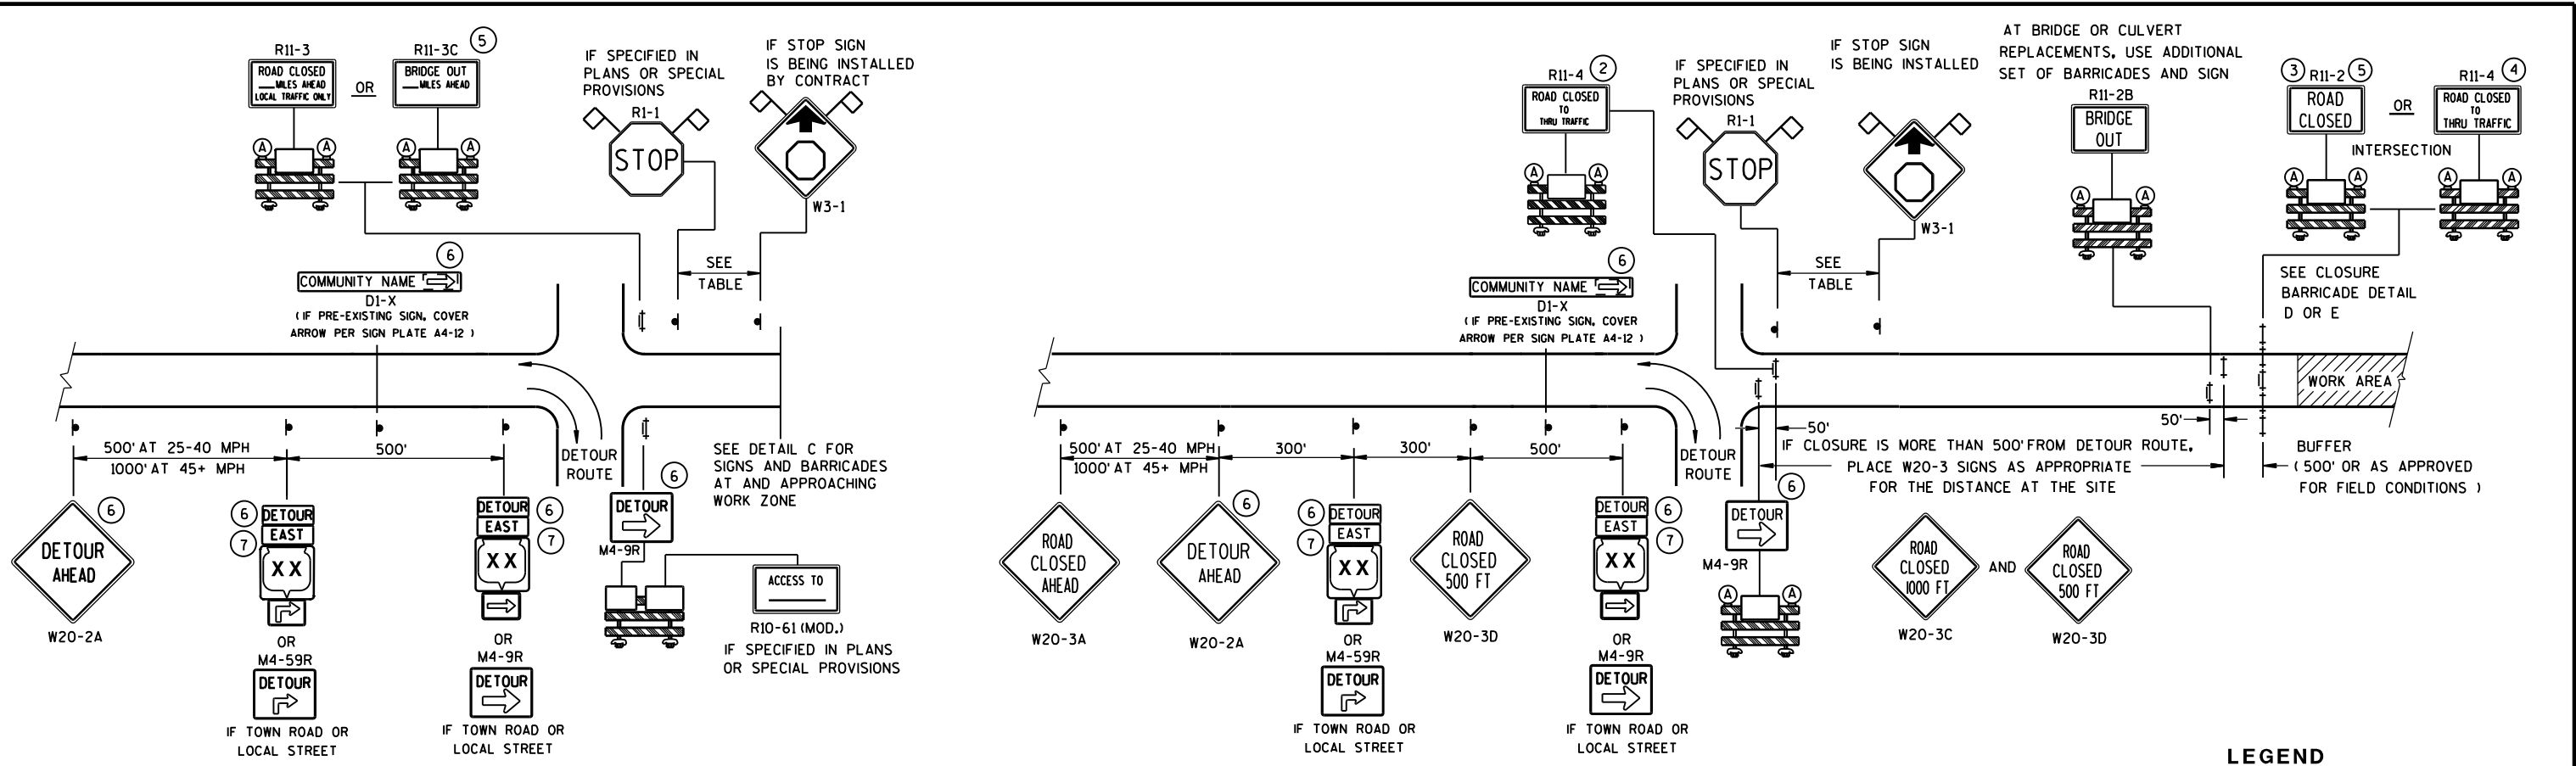 R11-3
ROAD CLOSED
___MILES AHEAD
LOCAL TRAFFIC ONLY
OR
R11-3C
5
BRIDGE OUT
___MILES AHEAD
A
A
A
A
IF SPECIFIED IN
PLANS OR SPECIAL
PROVISIONS
R1-1
STOP
IF STOP SIGN
IS BEING INSTALLED
BY CONTRACT
W3-1
SEE
TABLE
6
COMMUNITY NAME
D1-X
(IF PRE-EXISTING SIGN, COVER
ARROW PER SIGN PLATE A4-12)
500' AT 25-40 MPH
1000' AT 45+ MPH
500'
DETOUR
ROUTE
SEE DETAIL C FOR
SIGNS AND BARRICADES
AT AND APPROACHING
WORK ZONE
6
DETOUR
AHEAD
W20-2A
6
7
DETOUR
EAST
XX
OR
M4-59R
DETOUR
IF TOWN ROAD OR
LOCAL STREET
DETOUR
EAST
XX
6
7
OR
M4-9R
DETOUR
IF TOWN ROAD OR
LOCAL STREET
6
DETOUR
M4-9R
ACCESS TO
R10-61 (MOD.)
IF SPECIFIED IN PLANS
OR SPECIAL PROVISIONS
R11-4
2
ROAD CLOSED
TO
THRU TRAFFIC
A
A
IF SPECIFIED IN
PLANS OR SPECIAL
PROVISIONS
R1-1
STOP
IF STOP SIGN
IS BEING INSTALLED
W3-1
SEE
TABLE
AT BRIDGE OR CULVERT
REPLACEMENTS, USE ADDITIONAL
SET OF BARRICADES AND SIGN
R11-2B
BRIDGE
OUT
A
A
3
R11-2
5
ROAD
CLOSED
OR
R11-4
4
ROAD CLOSED
TO
THRU TRAFFIC
INTERSECTION
A
A
A
A
SEE CLOSURE
BARRICADE DETAIL
D OR E
6
COMMUNITY NAME
D1-X
(IF PRE-EXISTING SIGN, COVER
ARROW PER SIGN PLATE A4-12)
WORK AREA
500' AT 25-40 MPH
1000' AT 45+ MPH
300'
300'
500'
DETOUR
ROUTE
50'
50'
IF CLOSURE IS MORE THAN 500' FROM DETOUR ROUTE,
PLACE W20-3 SIGNS AS APPROPRIATE
FOR THE DISTANCE AT THE SITE
BUFFER
(500' OR AS APPROVED
FOR FIELD CONDITIONS)
ROAD
CLOSED
AHEAD
W20-3A
6
DETOUR
AHEAD
W20-2A
6
7
DETOUR
EAST
XX
OR
M4-59R
DETOUR
IF TOWN ROAD OR
LOCAL STREET
ROAD
CLOSED
500 FT
W20-3D
DETOUR
EAST
XX
6
7
OR
M4-9R
DETOUR
IF TOWN ROAD OR
LOCAL STREET
6
DETOUR
M4-9R
A
A
ROAD
CLOSED
1000 FT
W20-3C
AND
ROAD
CLOSED
500 FT
W20-3D
LEGEND